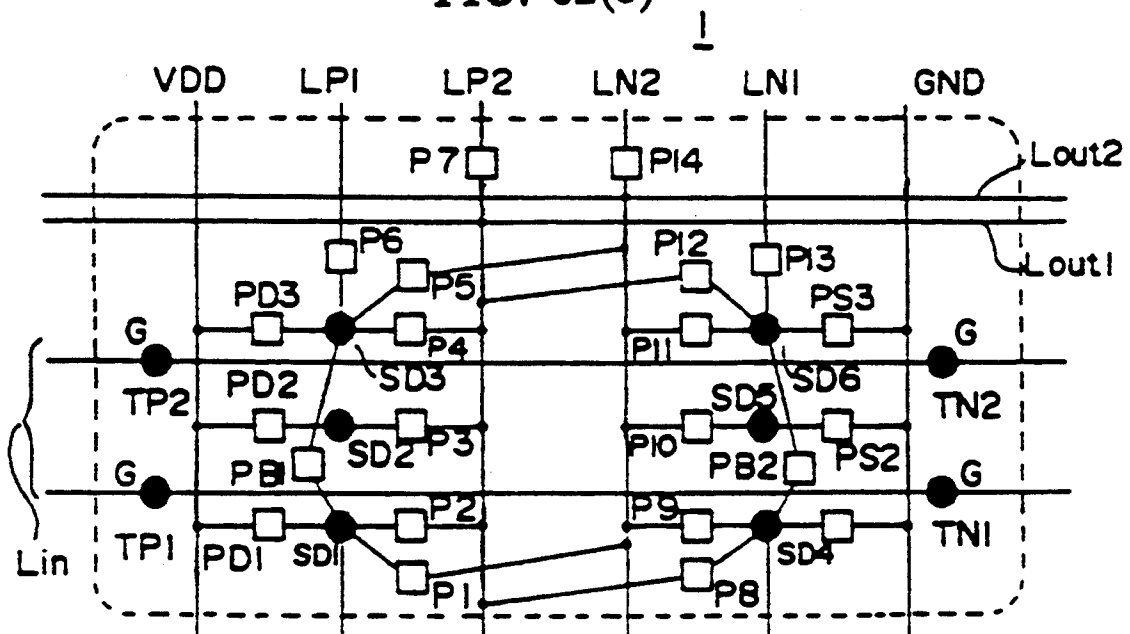 1
VDD LP1 LP2 LN2 LN1 GND
P7 P14 Lout2
P6 P12 P13 Lout1
PD3 P5 PS3
G P4 P11 G
SD3 SD6
TP2 PD2 SD5 TN2
SD2 P3 P10 PB2 PS2
G PB1 G
P2 P9
TP1 PD1 SD1 SD4 TN1
Lin P1 P8